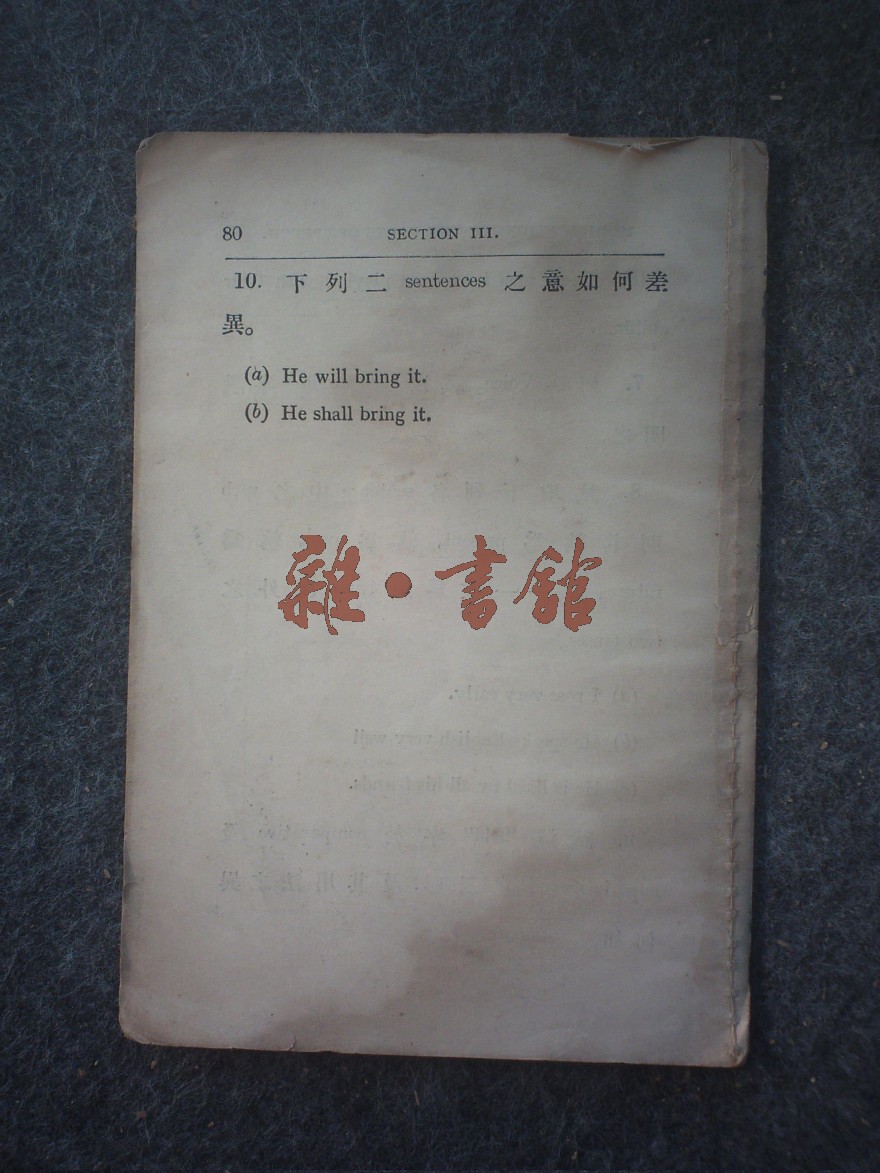 80
SECTION III.
10. 下列二 sentences 之意如何差
異。
(a) He will bring it.
(b) He shall bring it.
雜·書館